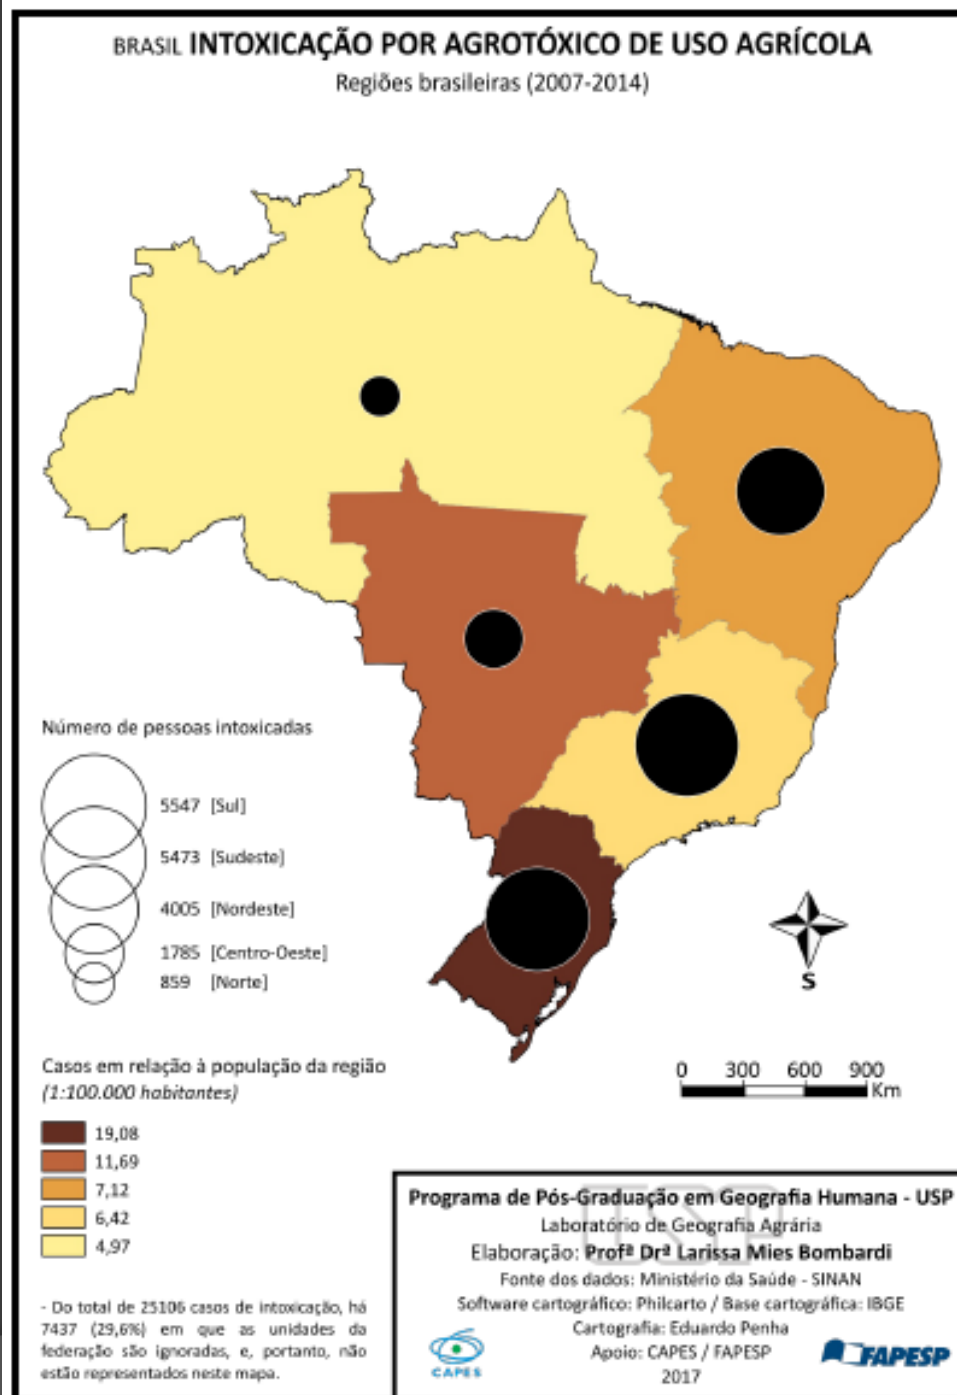 BRASIL INTOXICAÇÃO POR AGROTÓXICO DE USO AGRÍCOLA
Regiões brasileiras (2007-2014)
Número de pessoas intoxicadas
5547 [Sul]
5473 [Sudeste]
4005 [Nordeste]
1785 [Centro-Oeste]
859 [Norte]
S
Casos em relação à população da região
(1:100.000 habitantes)
19,08
11,69
7,12
6,42
4,97
0 300 600 900
Km
- Do total de 25106 casos de intoxicação, há
7437 (29,6%) em que as unidades da
federação são ignoradas, e, portanto, não
estão representados neste mapa.
USP
Programa de Pós-Graduação em Geografia Humana - USP
Laboratório de Geografia Agrária
Elaboração: Profª Drª Larissa Mies Bombardi
Fonte dos dados: Ministério da Saúde - SINAN
Software cartográfico: Philcarto / Base cartográfica: IBGE
Cartografia: Eduardo Penha
Apoio: CAPES / FAPESP
2017
CAPES
FAPESP